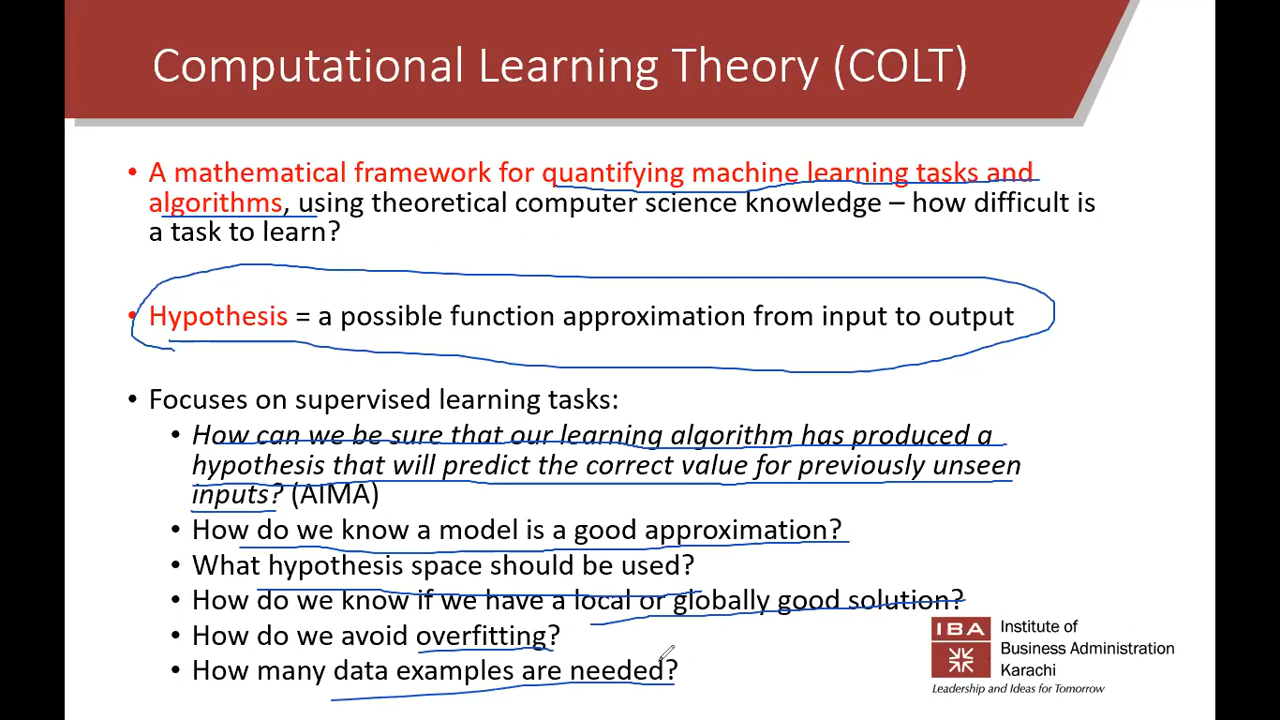 Computational Learning Theory (COLT)
• A mathematical framework for quantifying machine learning tasks and
algorithms, using theoretical computer science knowledge – how difficult is
a task to learn?
• Hypothesis = a possible function approximation from input to output
• Focuses on supervised learning tasks:
• How can we be sure that our learning algorithm has produced a
hypothesis that will predict the correct value for previously unseen
inputs? (AIMA)
• How do we know a model is a good approximation?
• What hypothesis space should be used?
• How do we know if we have a local or globally good solution?
• How do we avoid overfitting?
• How many data examples are needed?
IBA
Institute of
Business Administration
Karachi
Leadership and Ideas for Tomorrow